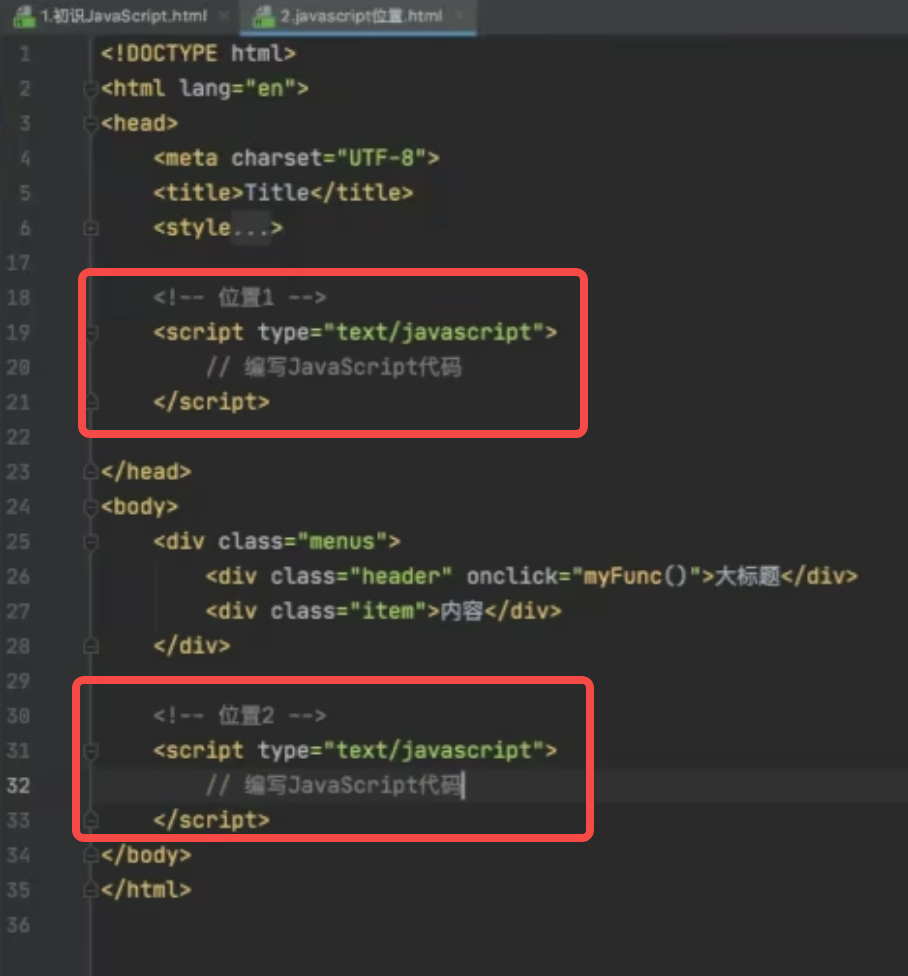 1.初识JavaScript.html × 2.javascript位置.html ×
1 <!DOCTYPE html>
2 <html lang="en">
3 <head>
4 <meta charset="UTF-8">
5 <title>Title</title>
6 <style...>
17
18 <!-- 位置1 -->
19 <script type="text/javascript">
20 // 编写JavaScript代码
21 </script>
22
23 </head>
24 <body>
25 <div class="menus">
26 <div class="header" onclick="myFunc()">大标题</div>
27 <div class="item">内容</div>
28 </div>
29
30 <!-- 位置2 -->
31 <script type="text/javascript">
32 // 编写JavaScript代码
33 </script>
34 </body>
35 </html>
36